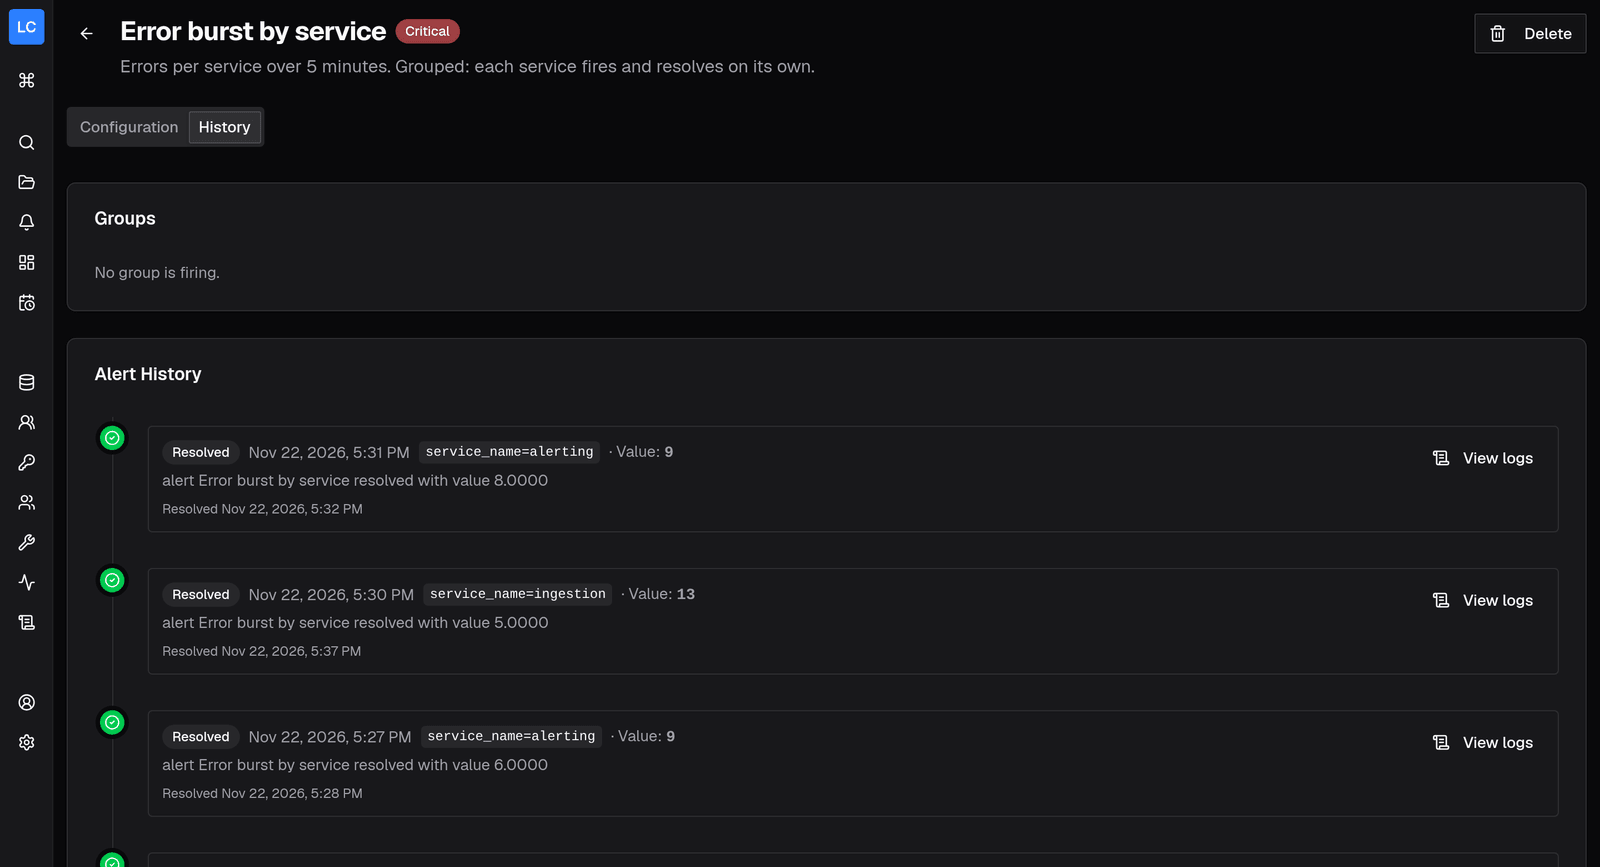 LC
Error burst by service Critical
Delete
Errors per service over 5 minutes. Grouped: each service fires and resolves on its own.
Configuration History
Groups
No group is firing.
Alert History
Resolved Nov 22, 2026, 5:31 PM service_name=alerting · Value: 9
View logs
alert Error burst by service resolved with value 8.0000
Resolved Nov 22, 2026, 5:32 PM
Resolved Nov 22, 2026, 5:30 PM service_name=ingestion · Value: 13
View logs
alert Error burst by service resolved with value 5.0000
Resolved Nov 22, 2026, 5:37 PM
Resolved Nov 22, 2026, 5:27 PM service_name=alerting · Value: 9
View logs
alert Error burst by service resolved with value 6.0000
Resolved Nov 22, 2026, 5:28 PM